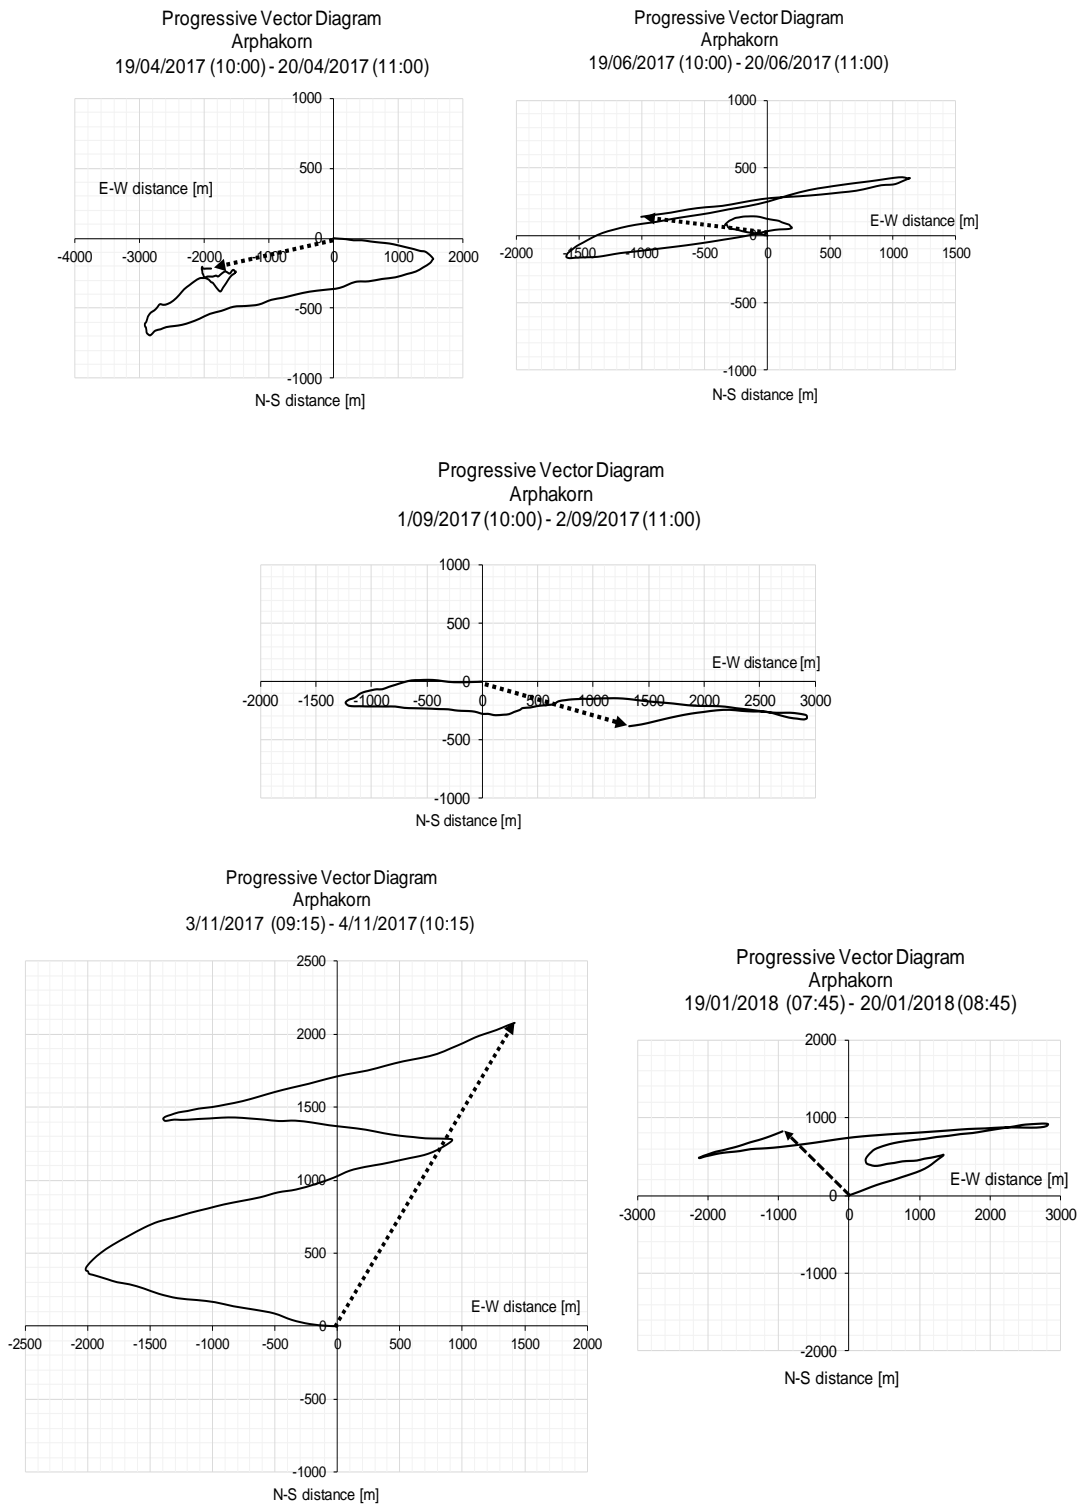 Progressive Vector Diagram
Arphakorn
19/04/2017 (10:00) - 20/04/2017 (11:00)
1000
500
E-W distance [m]
0
-4000 -3000 -2000 -1000 0 1000 2000
-500
-1000
N-S distance [m]
Progressive Vector Diagram
Arphakorn
19/06/2017 (10:00) - 20/06/2017 (11:00)
1000
500
E-W distance [m]
0
-2000 -1500 -1000 -500 0 500 1000 1500
-500
-1000
N-S distance [m]
Progressive Vector Diagram
Arphakorn
1/09/2017 (10:00) - 2/09/2017 (11:00)
1000
500
E-W distance [m]
0
-2000 -1500 -1000 -500 0 500 1000 1500 2000 2500 3000
-500
-1000
N-S distance [m]
Progressive Vector Diagram
Arphakorn
3/11/2017 (09:15) - 4/11/2017 (10:15)
2500
2000
1500
1000
500
E-W distance [m]
0
-2500 -2000 -1500 -1000 -500 0 500 1000 1500 2000
-500
-1000
N-S distance [m]
Progressive Vector Diagram
Arphakorn
19/01/2018 (07:45) - 20/01/2018 (08:45)
2000
1000
E-W distance [m]
0
-3000 -2000 -1000 0 1000 2000 3000
-1000
-2000
N-S distance [m]